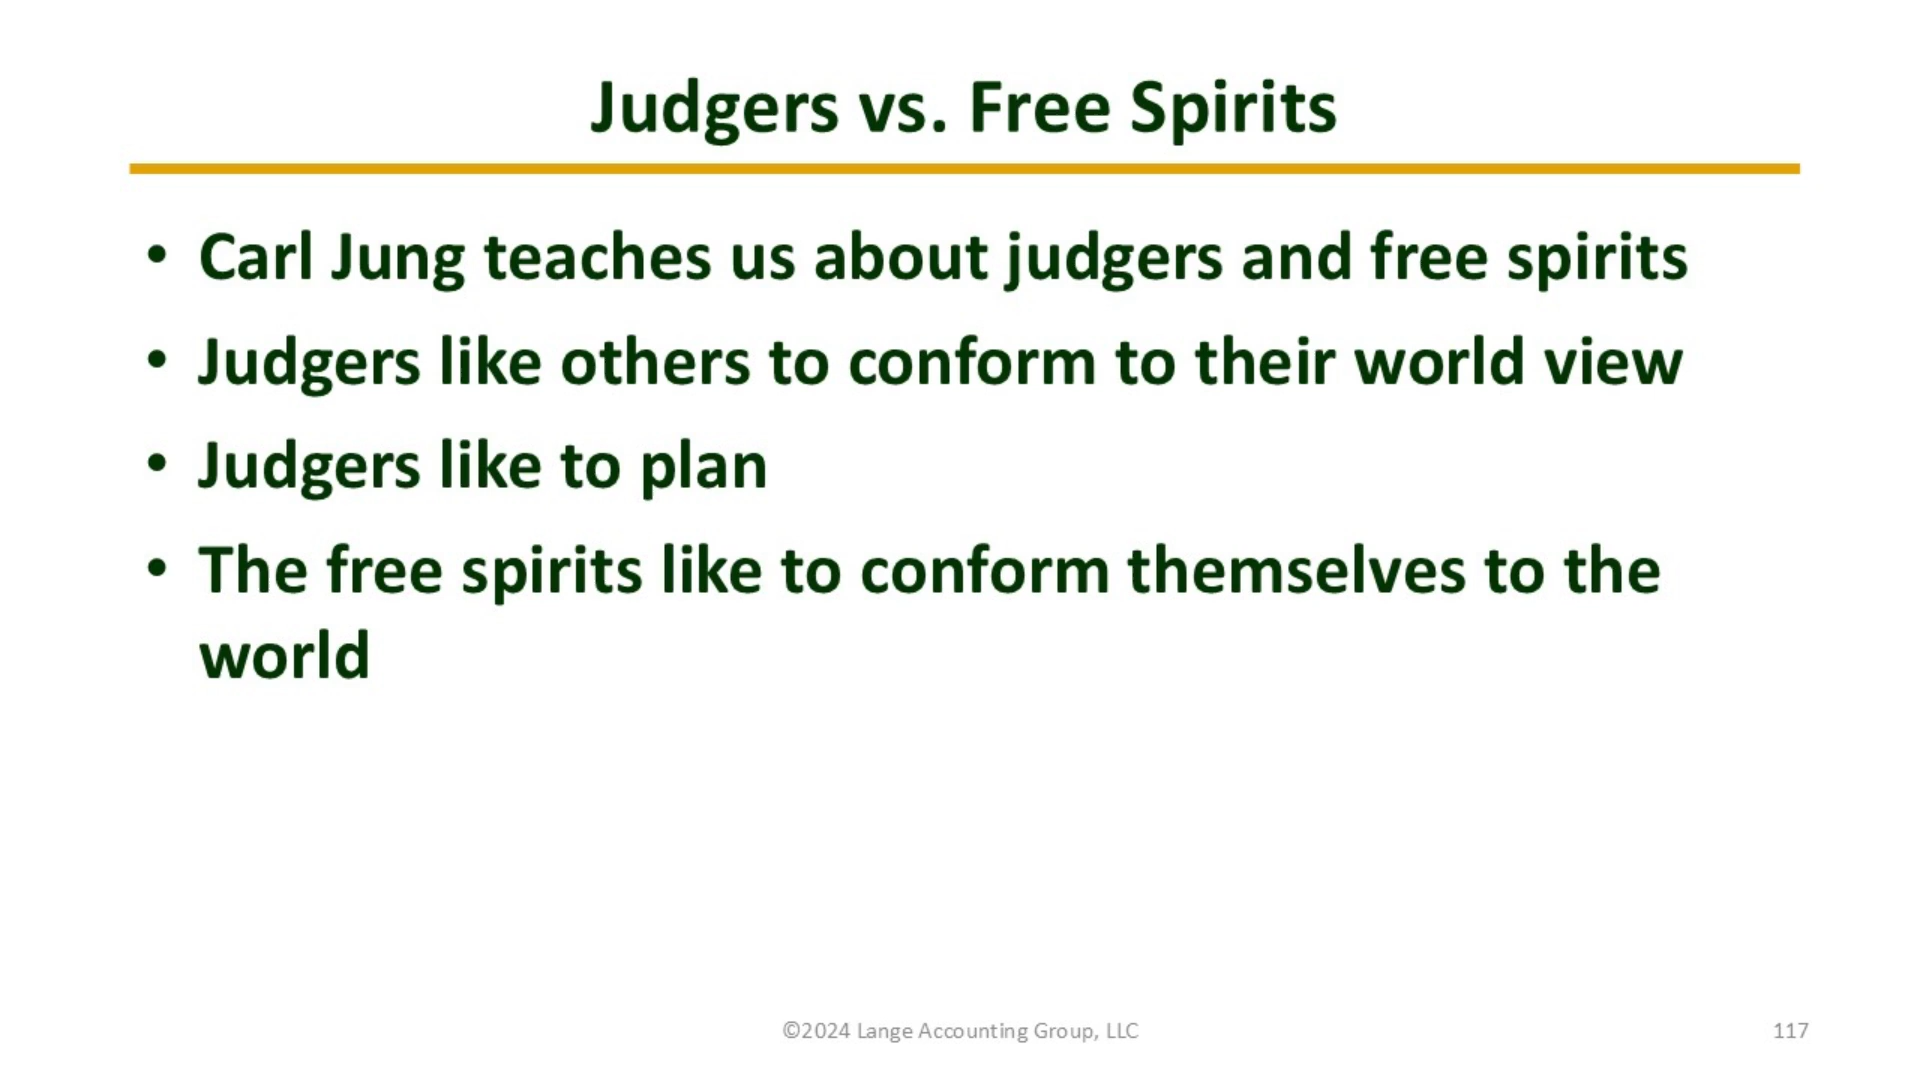 Judgers vs. Free Spirits
• Carl Jung teaches us about judgers and free spirits
• Judgers like others to conform to their world view
• Judgers like to plan
• The free spirits like to conform themselves to the
world
©2024 Lange Accounting Group, LLC
117